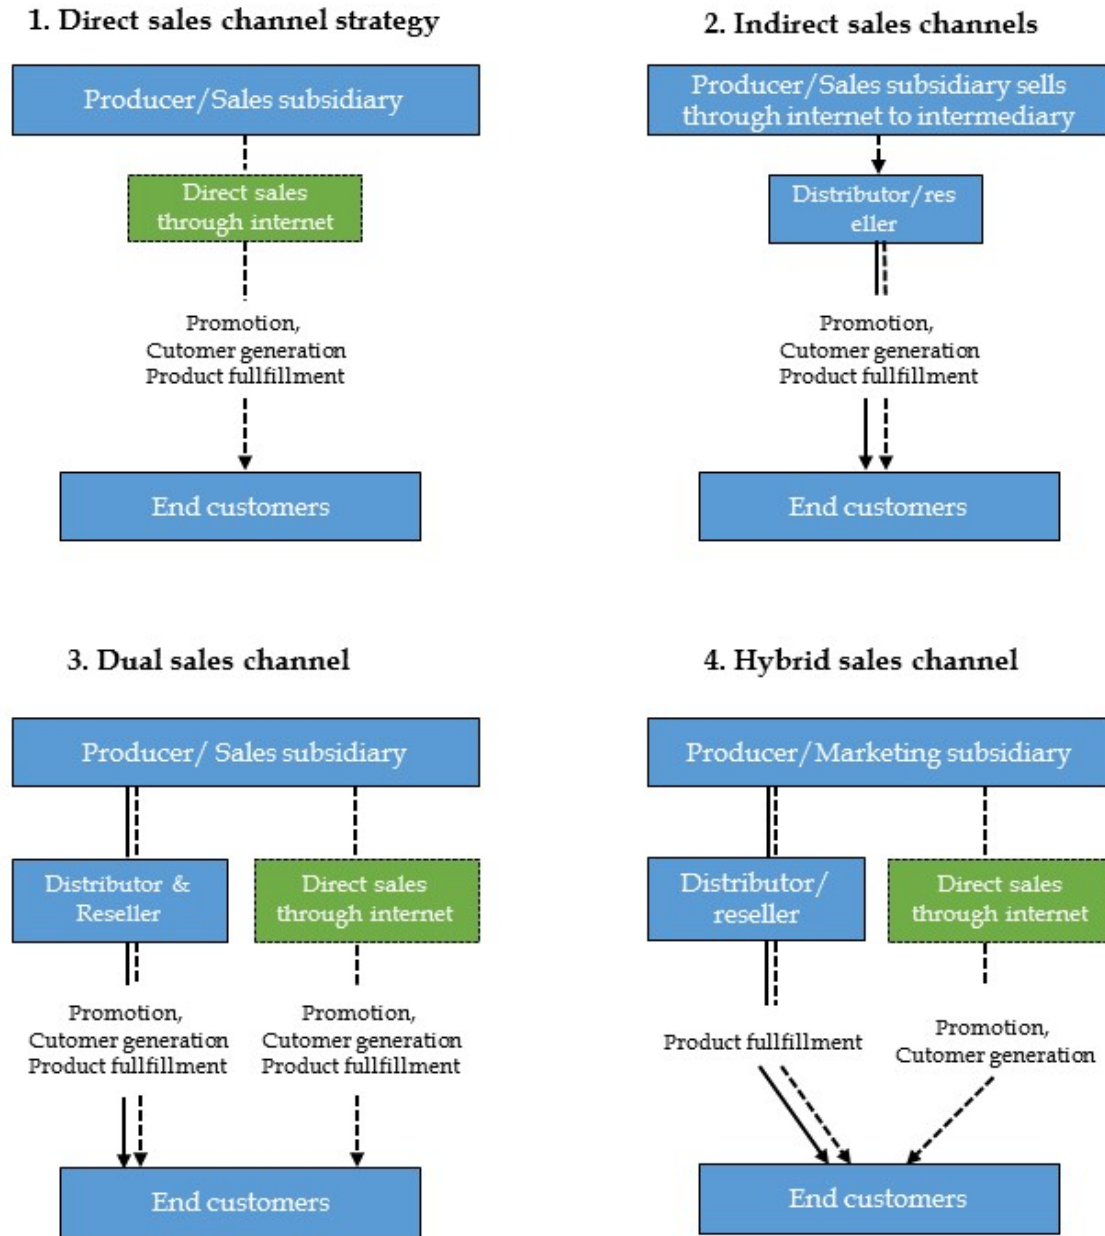 1. Direct sales channel strategy
Producer/Sales subsidiary
Direct sales
through internet
Promotion,
Cutomer generation
Product fullfillment
End customers
2. Indirect sales channels
Producer/Sales subsidiary sells
through internet to intermediary
Distributor/res
eller
Promotion,
Cutomer generation
Product fullfillment
End customers
3. Dual sales channel
Producer/ Sales subsidiary
Distributor &
Reseller
Direct sales
through internet
Promotion,
Cutomer generation
Product fullfillment
Promotion,
Cutomer generation
Product fullfillment
End customers
4. Hybrid sales channel
Producer/Marketing subsidiary
Distributor/
reseller
Direct sales
through internet
Product fullfillment
Promotion,
Cutomer generation
End customers